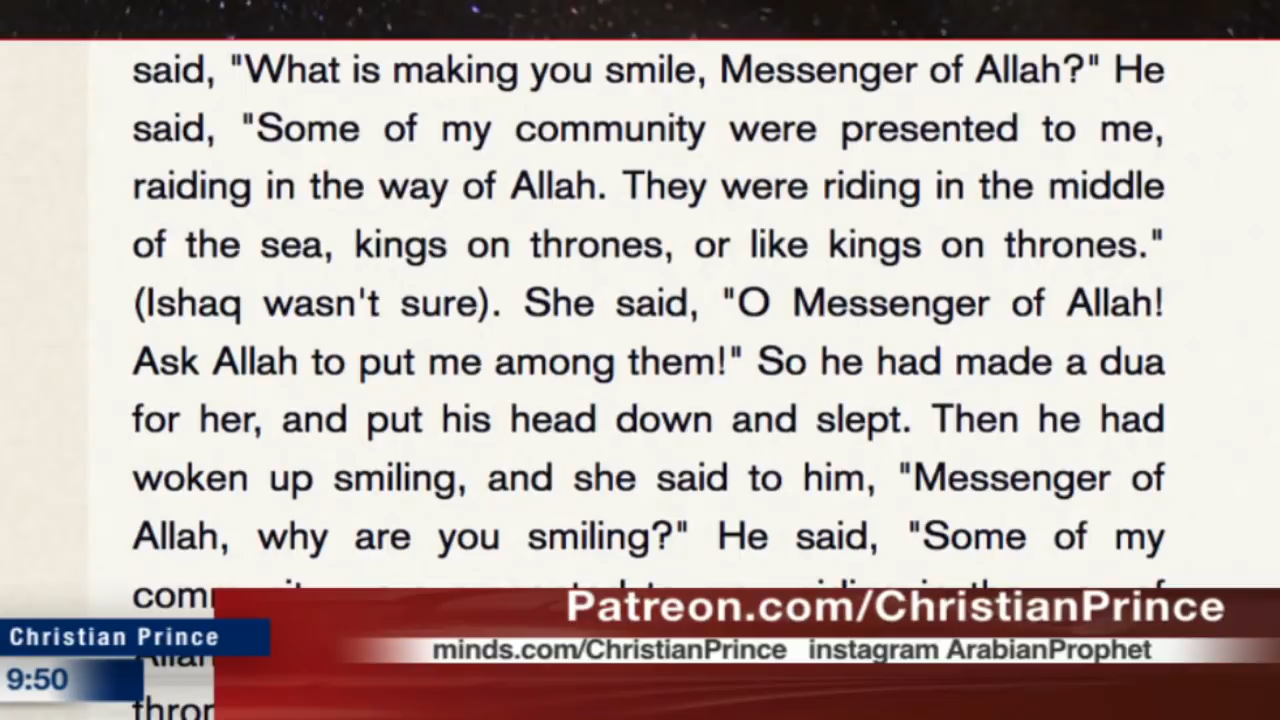 said, "What is making you smile, Messenger of Allah?" He
said, "Some of my community were presented to me,
raiding in the way of Allah. They were riding in the middle
of the sea, kings on thrones, or like kings on thrones."
(Ishaq wasn't sure). She said, "O Messenger of Allah!
Ask Allah to put me among them!" So he had made a dua
for her, and put his head down and slept. Then he had
woken up smiling, and she said to him, "Messenger of
Allah, why are you smiling?" He said, "Some of my
Patreon.com/ChristianPrince
Christian Prince
minds.com/ChristianPrince instagram ArabianProphet
9:50